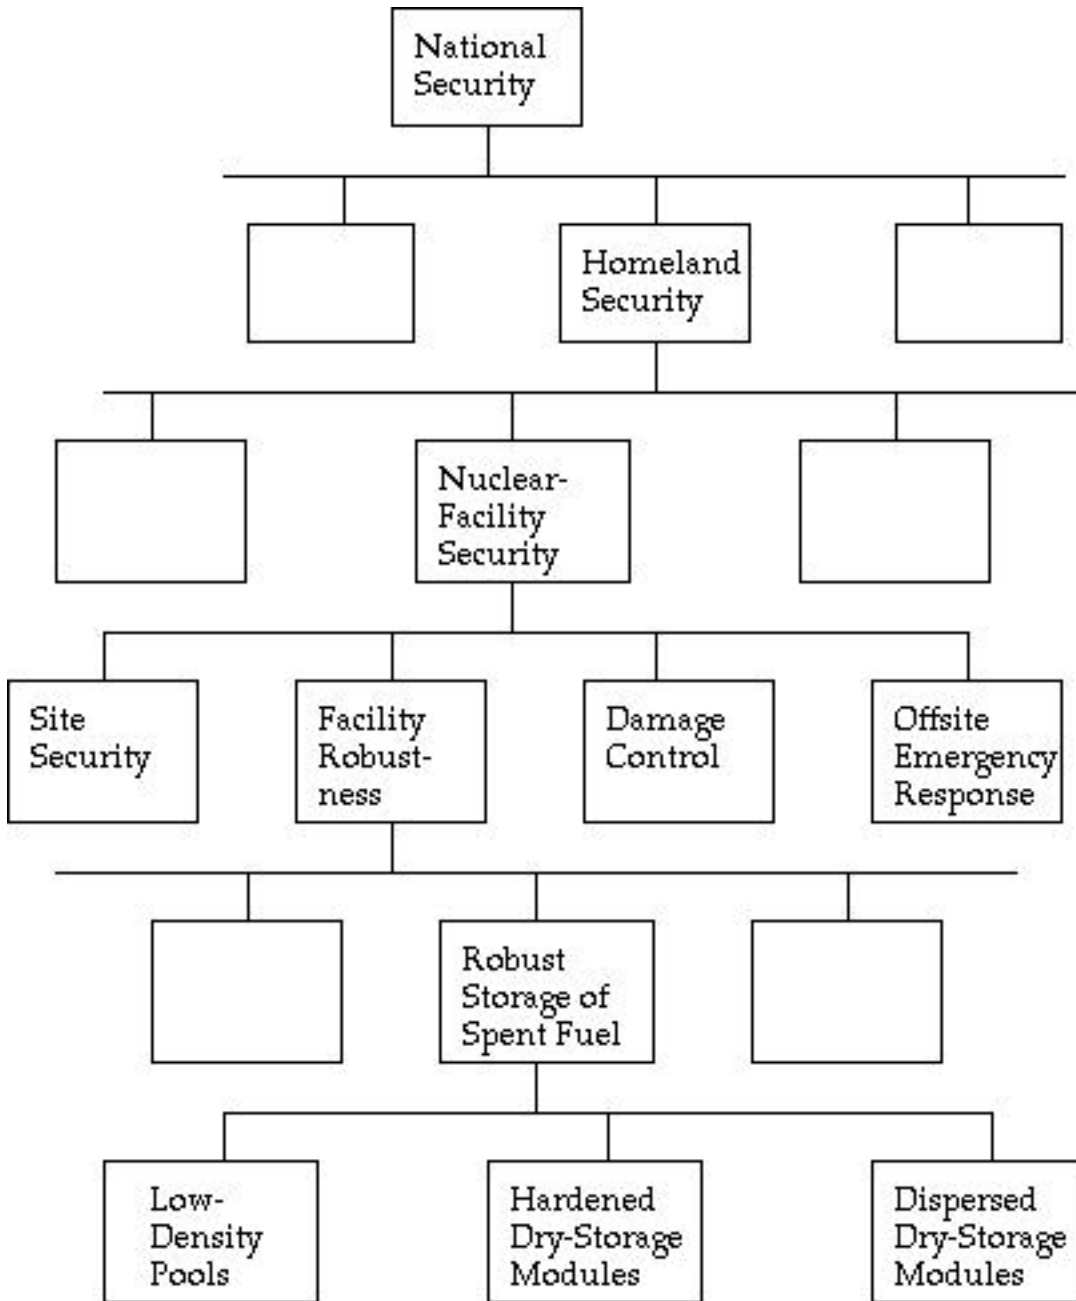 National
Security
Homeland
Security
Nuclear-
Facility
Security
Site
Security
Facility
Robust-
ness
Damage
Control
Offsite
Emergency
Response
Robust
Storage of
Spent Fuel
Low-
Density
Pools
Hardened
Dry-Storage
Modules
Dispersed
Dry-Storage
Modules